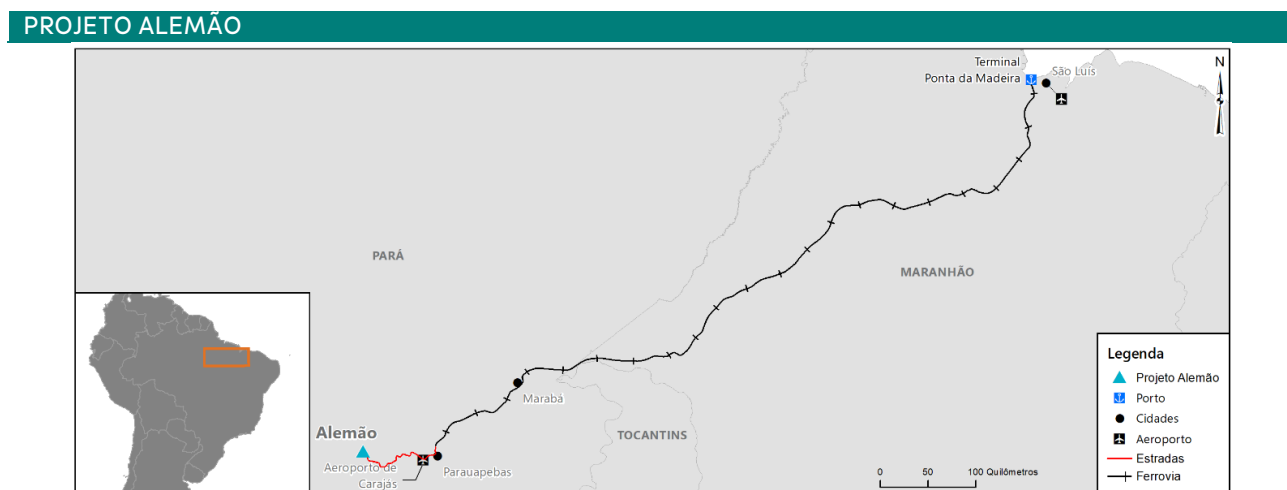 PROJETO ALEMÃO
Terminal
Ponta da Madeira
São Luís
N
PARÁ
MARANHÃO
Marabá
TOCANTINS
Alemão
Aeroporto de
Carajás
Parauapebas
0 50 100 Quilômetros
Legenda
Projeto Alemão
Porto
Cidades
Aeroporto
Estradas
Ferrovia